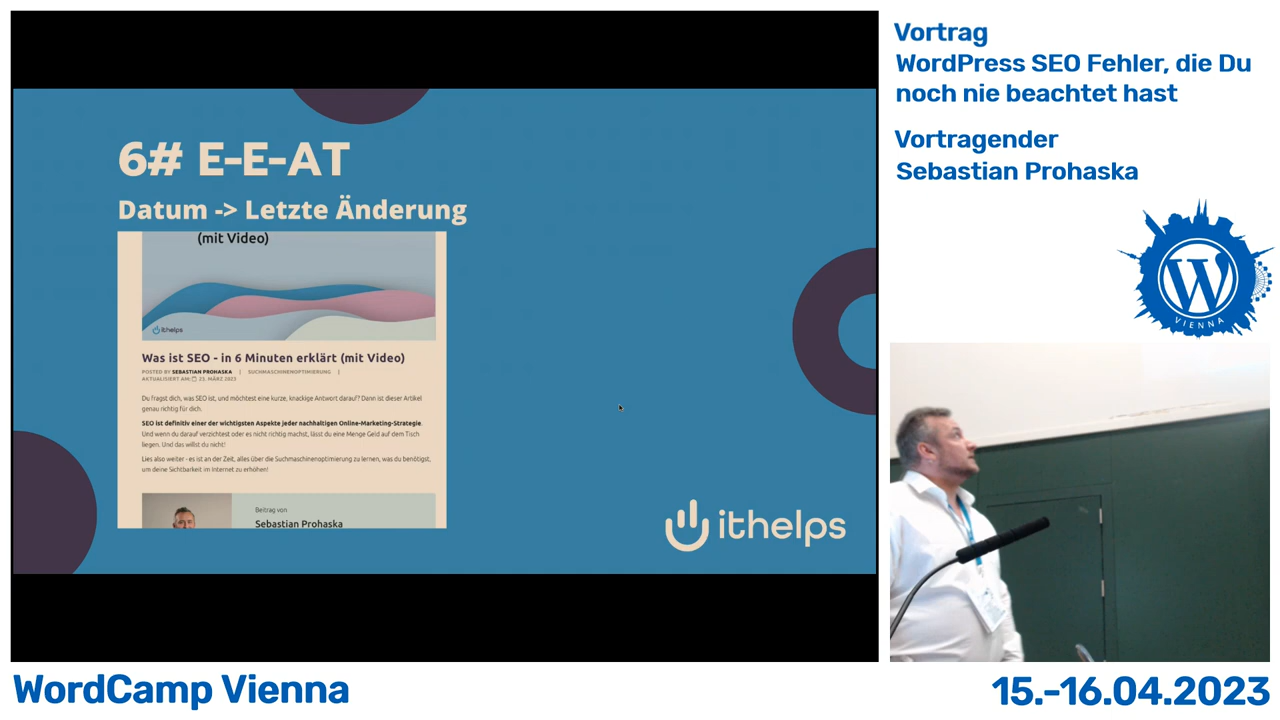 6# E-E-AT
Datum -> Letzte Änderung
(mit Video)
ithelps
Was ist SEO - in 6 Minuten erklärt (mit Video)
POSTED BY SEBASTIAN PROHASKA | SUCHMASCHINENOPTIMIERUNG |
AKTUALISIERT AM: 23. MÄRZ 2023
Du fragst dich, was SEO ist, und möchtest eine kurze, knackige Antwort darauf? Dann ist dieser Artikel
genau richtig für dich.
SEO ist definitiv einer der wichtigsten Aspekte jeder nachhaltigen Online-Marketing-Strategie.
Und wenn du darauf verzichtest oder es nicht richtig machst, lässt du eine Menge Geld auf dem Tisch
liegen. Und das willst du nicht!
Lies also weiter - es ist an der Zeit, alles über die Suchmaschinenoptimierung zu lernen, was du benötigst,
um deine Sichtbarkeit im Internet zu erhöhen!
Beitrag von
Sebastian Prohaska
ithelps
Vortrag
WordPress SEO Fehler, die Du
noch nie beachtet hast
Vortragender
Sebastian Prohaska
W
VIENNA
WordCamp Vienna
15.-16.04.2023